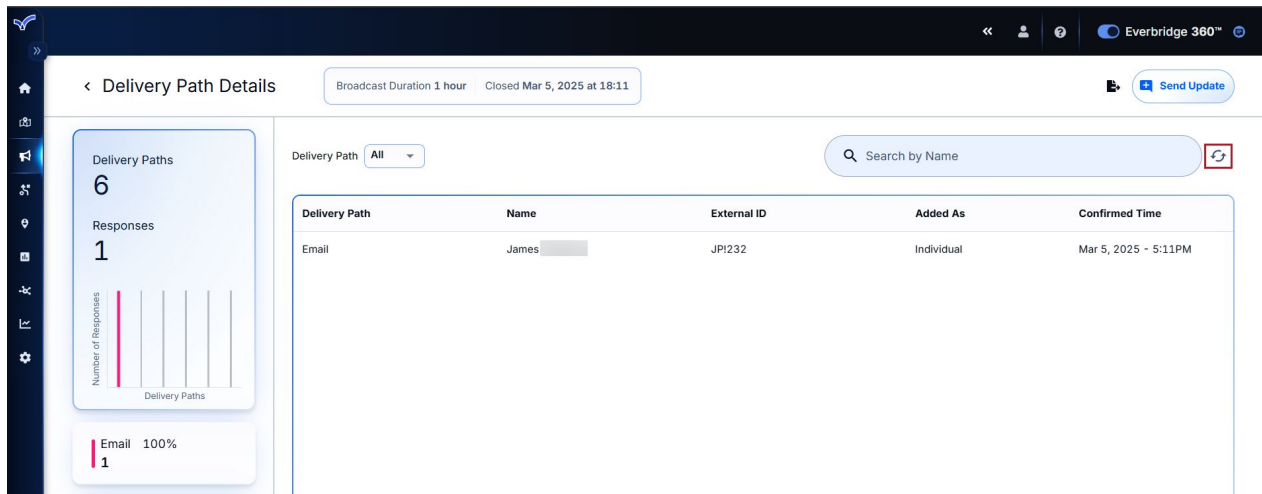 Everbridge 360™
Delivery Path Details
Broadcast Duration 1 hour Closed Mar 5, 2025 at 18:11
Send Update
Delivery Paths
6
Responses
1
Number of Responses
Delivery Paths
Email 100%
1
Delivery Path All
Search by Name
Delivery Path Name External ID Added As Confirmed Time
Email James JP!232 Individual Mar 5, 2025 - 5:11PM